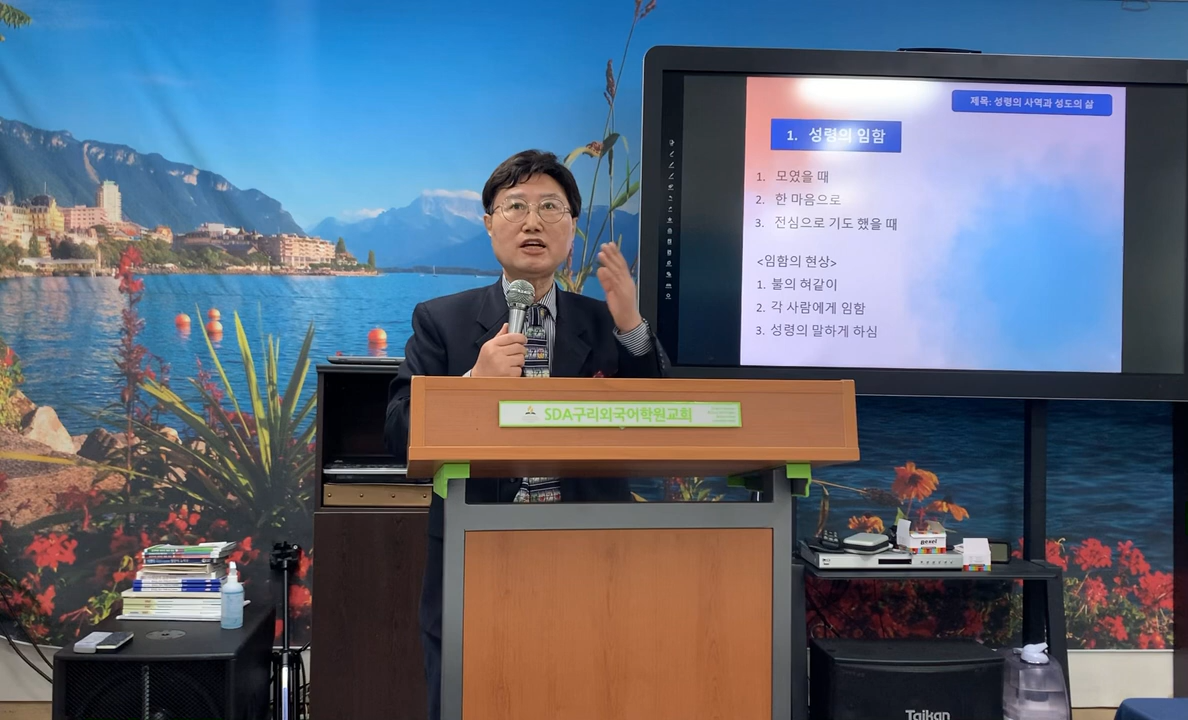 제목: 성령의 사역과 성도의 삶
1. 성령의 임함
1. 모였을 때
2. 한 마음으로
3. 전심으로 기도 했을 때
<임함의 현상>
1. 불의 혀같이
2. 각 사람에게 임함
3. 성령의 말하게 하심
SDA구리외국어학원교회
Taikan